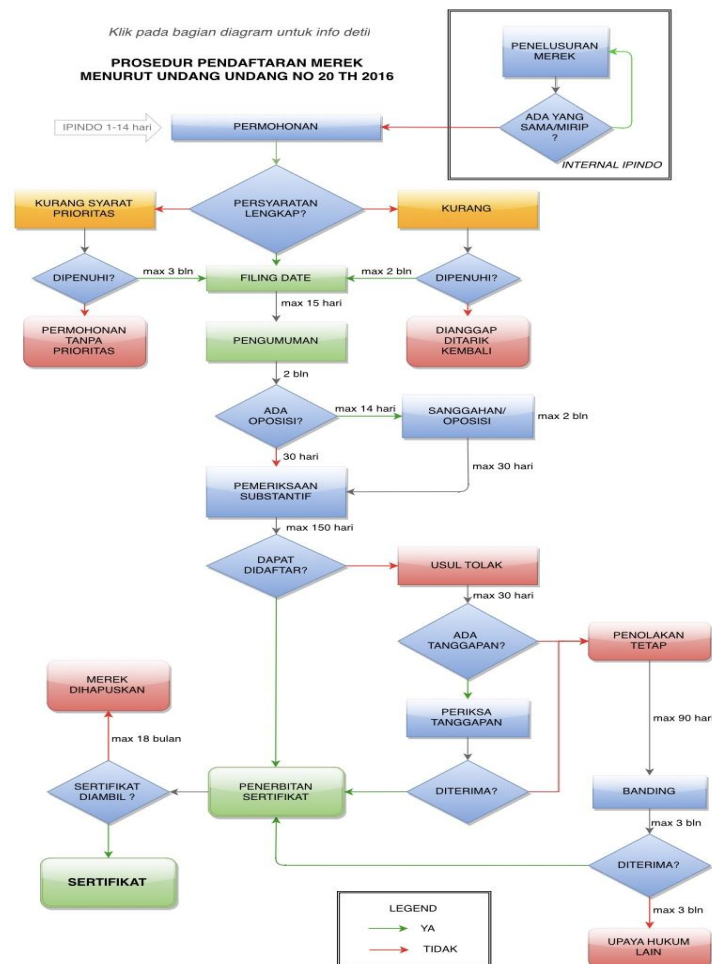 Klik pada bagian diagram untuk info detil
PROSEDUR PENDAFTARAN MEREK
MENURUT UNDANG UNDANG NO 20 TH 2016
PENELUSURAN
MEREK
ADA YANG
SAMA/MIRIP
?
INTERNAL IPINDO
IPINDO 1-14 hari
PERMOHONAN
PERSYARATAN
LENGKAP?
KURANG SYARAT
PRIORITAS
KURANG
DIPENUHI?
max 3 bln
FILING DATE
max 2 bln
DIPENUHI?
max 15 hari
PERMOHONAN
TANPA
PRIORITAS
PENGUMUMAN
DIANGGAP
DITARIK
KEMBALI
2 bln
ADA
OPOSISI?
max 14 hari
SANGGAHAN/
OPOSISI
max 2 bln
30 hari
max 30 hari
PEMERIKSAAN
SUBSTANTIF
max 150 hari
DAPAT
DIDAFTAR?
USUL TOLAK
max 30 hari
ADA
TANGGAPAN?
PENOLAKAN
TETAP
MEREK
DIHAPUSKAN
PERIKSA
TANGGAPAN
max 18 bulan
max 90 hari
SERTIFIKAT
DIAMBIL ?
PENERBITAN
SERTIFIKAT
DITERIMA?
BANDING
max 3 bln
DITERIMA?
SERTIFIKAT
max 3 bln
LEGEND
YA
TIDAK
UPAYA HUKUM
LAIN